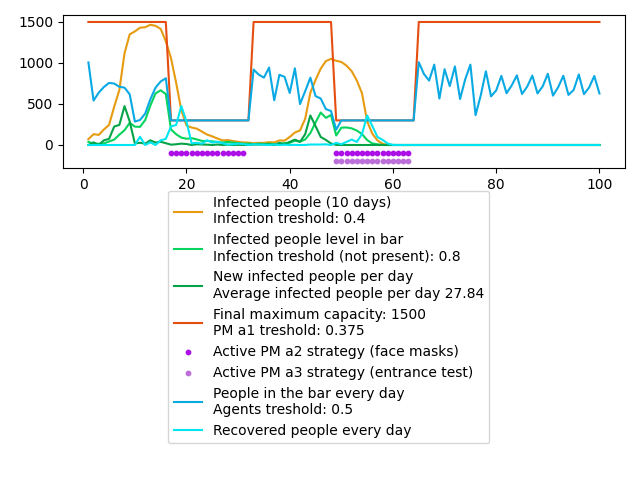 1500
1000
500
0
0 20 40 60 80 100
Infected people (10 days)
Infection treshold: 0.4
Infected people level in bar
Infection treshold (not present): 0.8
New infected people per day
Average infected people per day 27.84
Final maximum capacity: 1500
PM a1 treshold: 0.375
Active PM a2 strategy (face masks)
Active PM a3 strategy (entrance test)
People in the bar every day
Agents treshold: 0.5
Recovered people every day